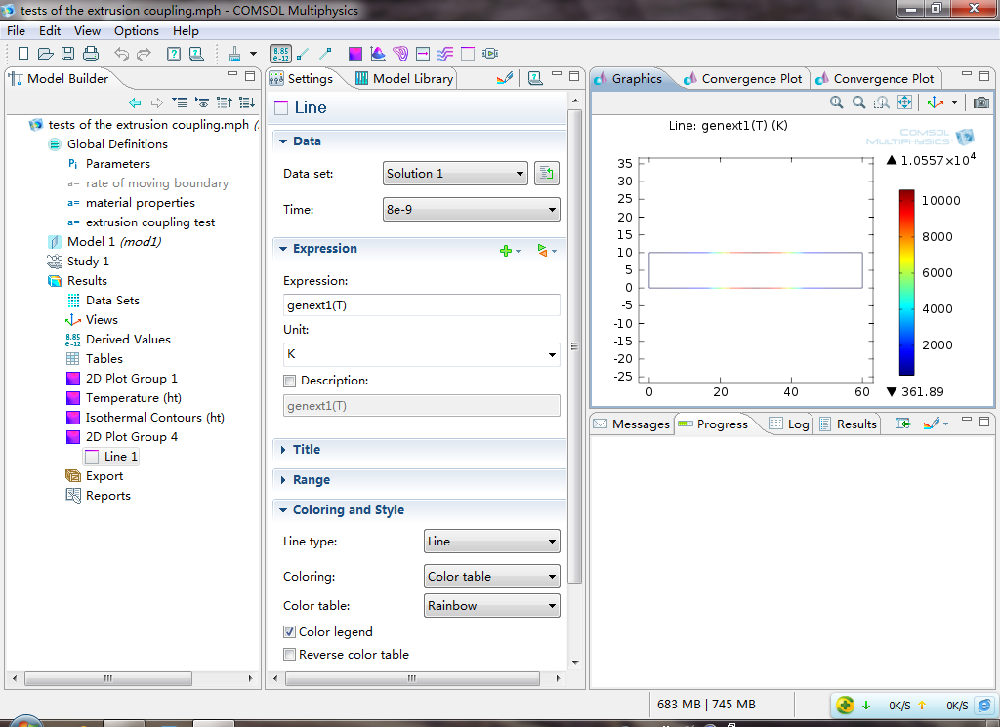 tests of the extrusion coupling.mph - COMSOL Multiphysics
File Edit View Options Help
8.85
e-12
Model Builder
tests of the extrusion coupling.mph (
Global Definitions
Pi Parameters
a= rate of moving boundary
a= material properties
a= extrusion coupling test
Model 1 (mod1)
Study 1
Results
Data Sets
Views
8.85
e-12
Derived Values
Tables
2D Plot Group 1
Temperature (ht)
Isothermal Contours (ht)
2D Plot Group 4
Line 1
Export
Reports
Settings Model Library
Line
Data
Data set: Solution 1
Time: 8e-9
Expression
Expression:
genext1(T)
Unit:
K
Description:
genext1(T)
Title
Range
Coloring and Style
Line type: Line
Coloring: Color table
Color table: Rainbow
Color legend
Reverse color table
Graphics Convergence Plot Convergence Plot
Line: genext1(T) (K)
COMSOL
MULTIPHYSICS
▲ 1.0557×10⁴
35
30
25
20
15
10
5
0
-5
-10
-15
-20
-25
0 20 40 60
10000
8000
6000
4000
2000
▼ 361.89
Messages Progress Log Results
683 MB | 745 MB
0K/S 0K/S